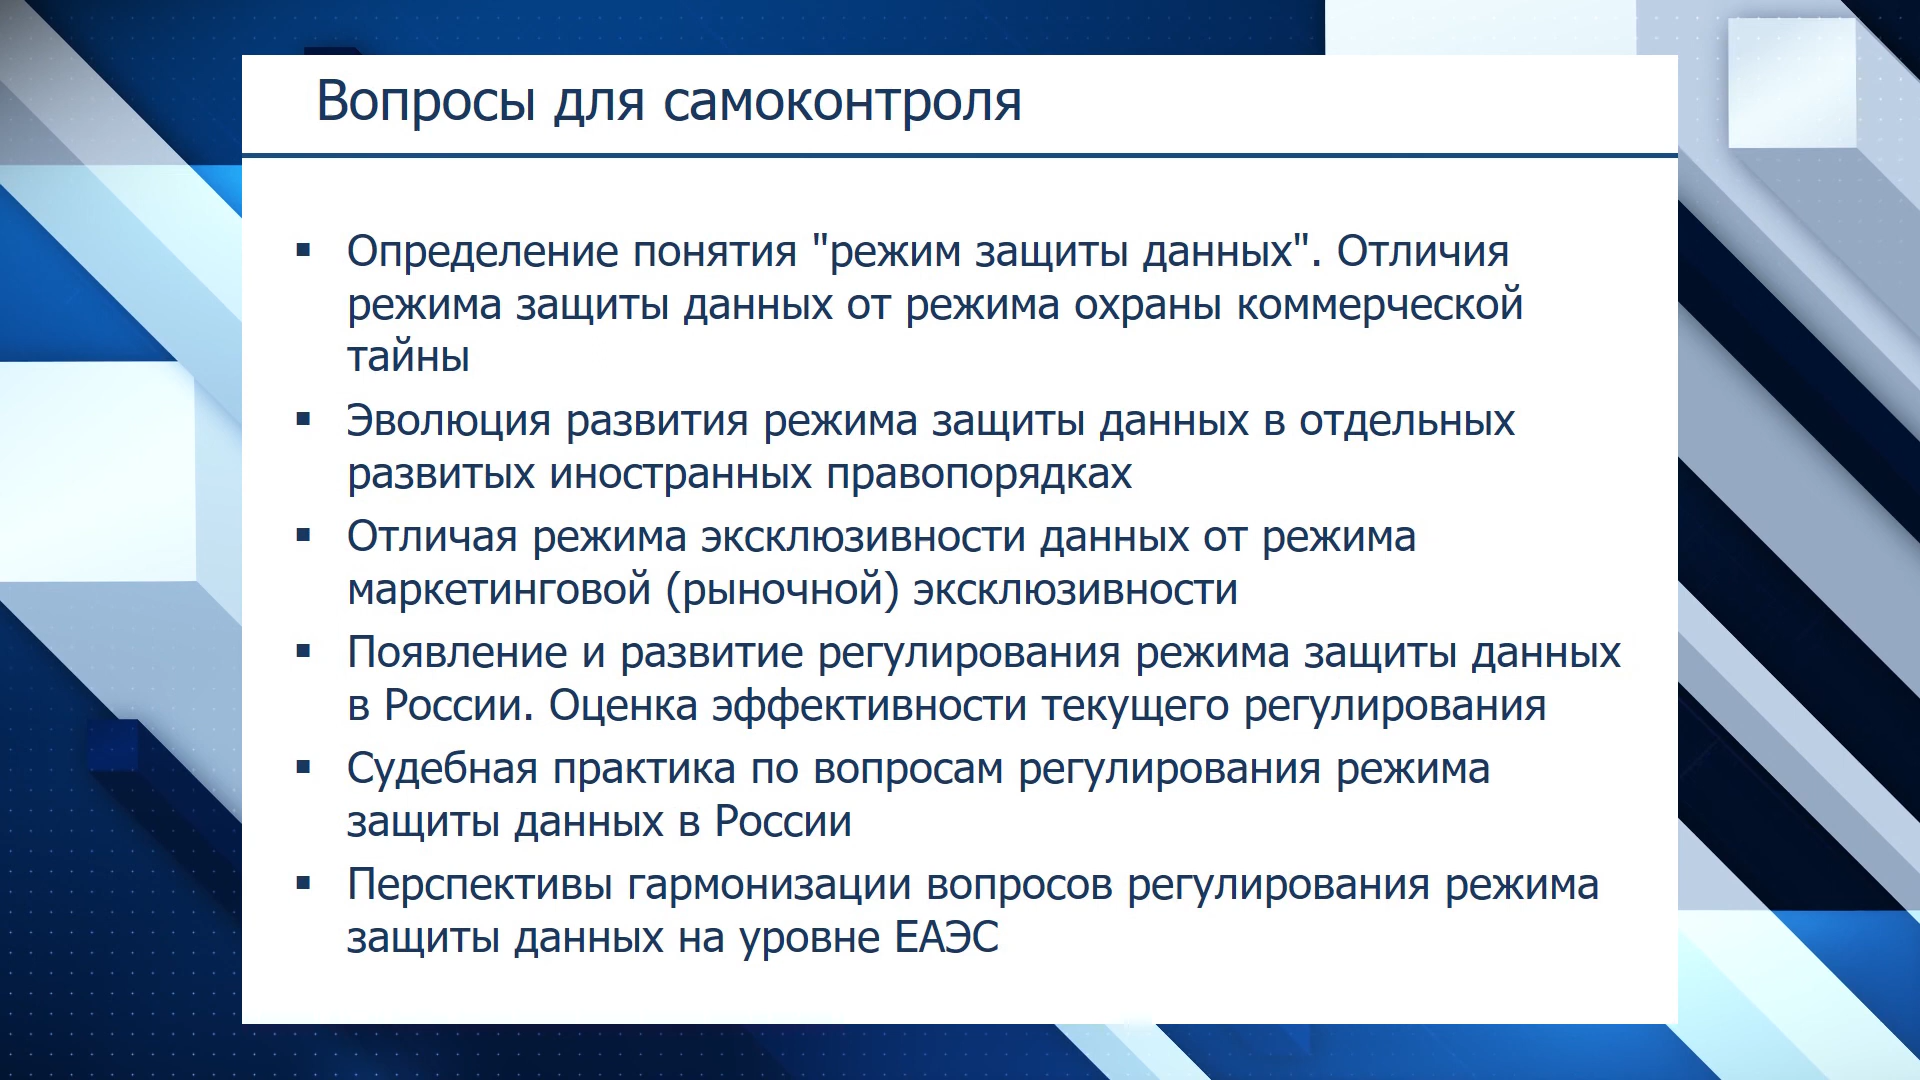 Вопросы для самоконтроля
▪ Определение понятия "режим защиты данных". Отличия
режима защиты данных от режима охраны коммерческой
тайны
▪ Эволюция развития режима защиты данных в отдельных
развитых иностранных правопорядках
▪ Отличая режима эксклюзивности данных от режима
маркетинговой (рыночной) эксклюзивности
▪ Появление и развитие регулирования режима защиты данных
в России. Оценка эффективности текущего регулирования
▪ Судебная практика по вопросам регулирования режима
защиты данных в России
▪ Перспективы гармонизации вопросов регулирования режима
защиты данных на уровне ЕАЭС